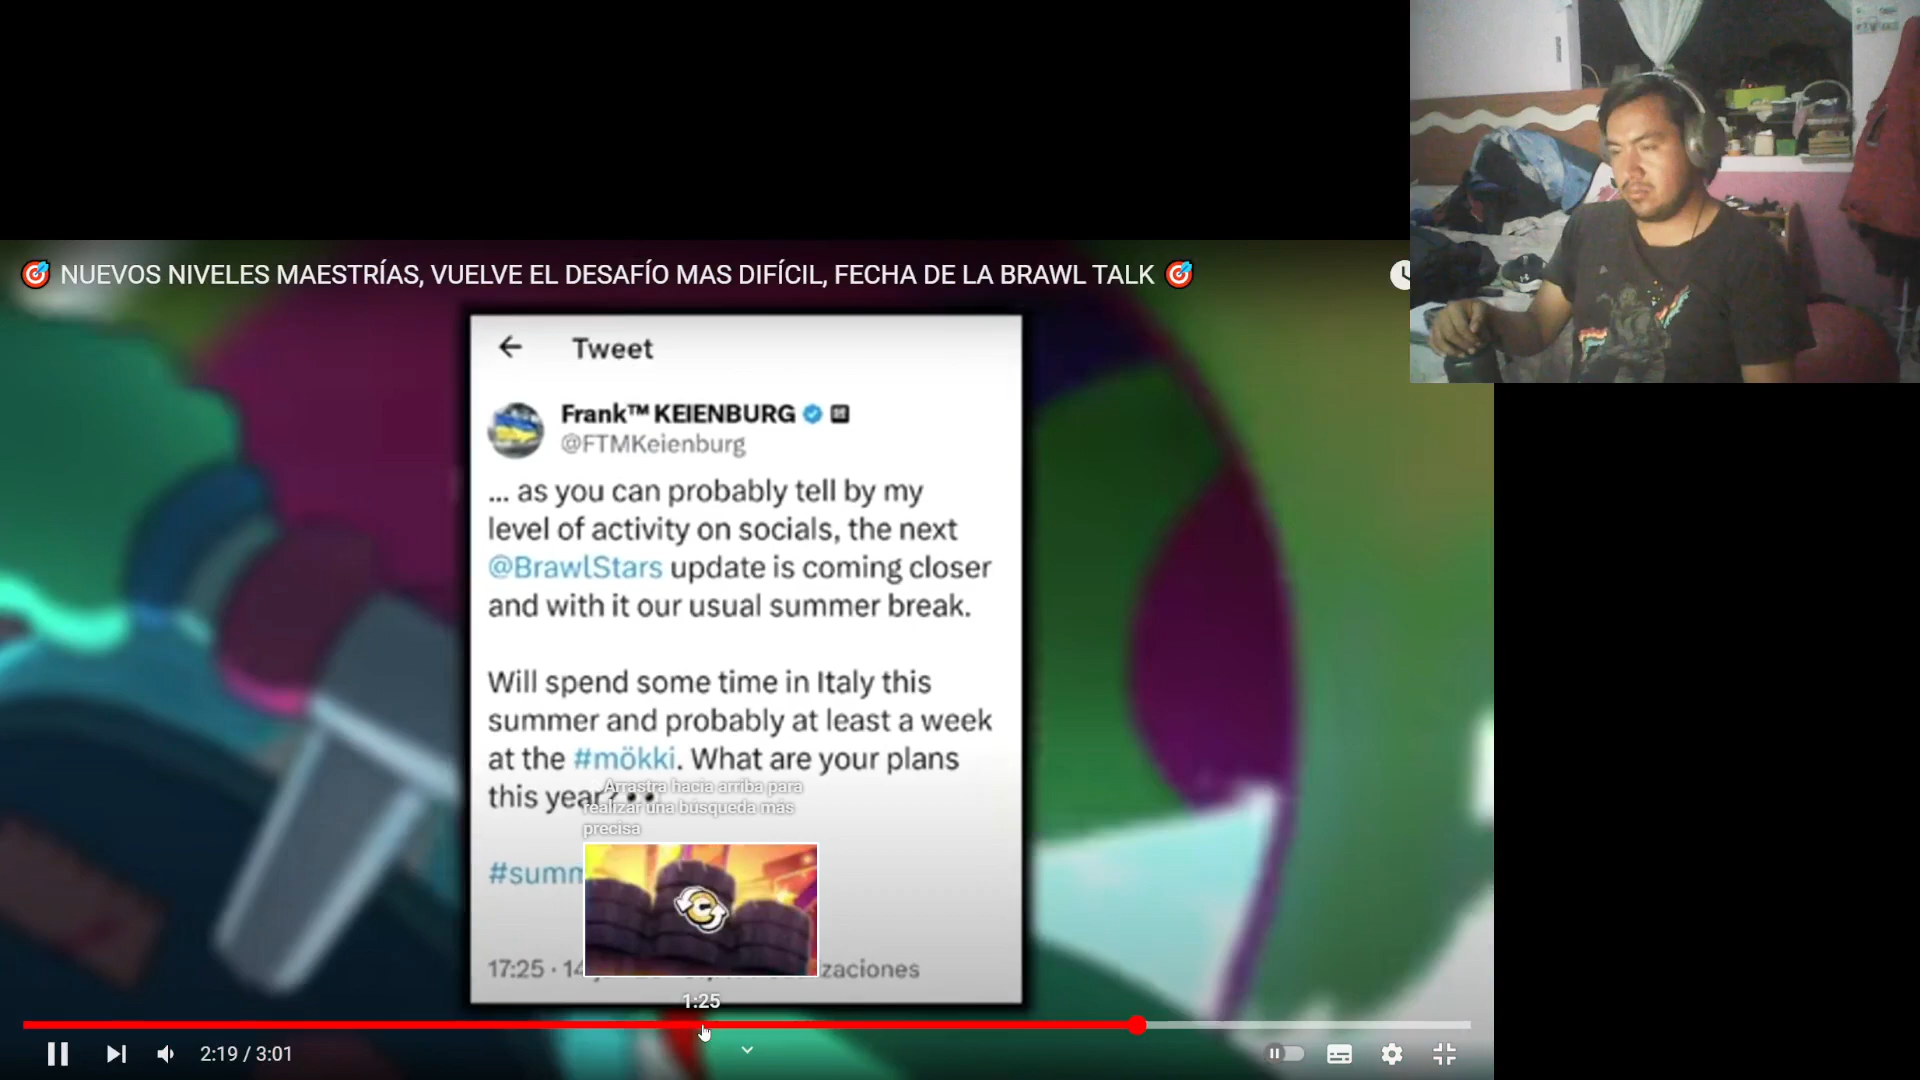 🎯 NUEVOS NIVELES MAESTRÍAS, VUELVE EL DESAFÍO MAS DIFÍCIL, FECHA DE LA BRAWL TALK 🎯
Tweet
Frank™ KEIENBURG
@FTMKeienburg
... as you can probably tell by my
level of activity on socials, the next
@BrawlStars update is coming closer
and with it our usual summer break.
Will spend some time in Italy this
summer and probably at least a week
at the #mökki. What are your plans
this year?
Arrastra hacia arriba para
realizar una búsqueda más
precisa
#summ
17:25 · 14
zaciones
1:25
2:19 / 3:01